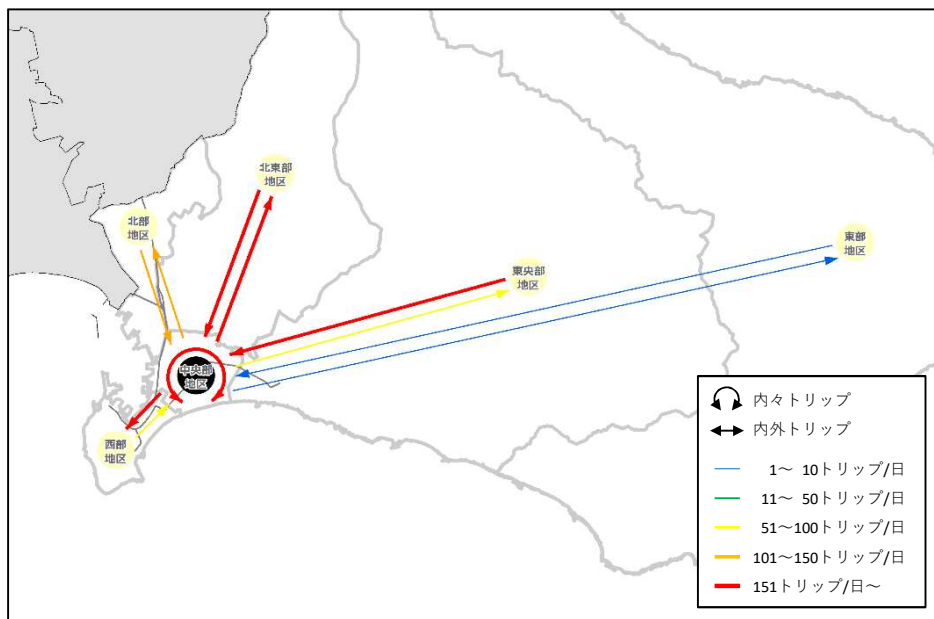 北東部
地区
北部
地区
東部
地区
東央部
地区
中央部
地区
西部
地区
内々トリップ
内外トリップ
1～ 10トリップ/日
11～ 50トリップ/日
51～100トリップ/日
101～150トリップ/日
151トリップ/日～